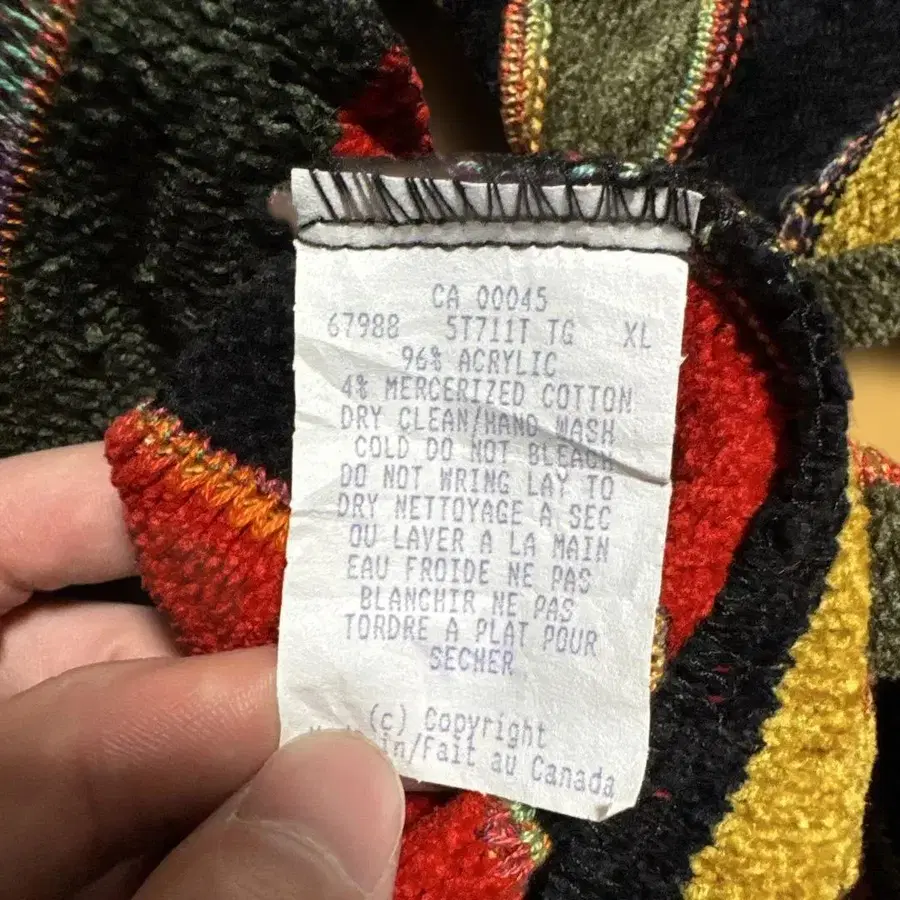 CA 00045
67988 5T711T TG XL
96% ACRYLIC
4% MERCERIZED COTTON
DRY CLEAN/HAND WASH
COLD DO NOT BLEACH
DO NOT WRING LAY TO
DRY NETTOYAGE A SEC
OU LAVER A LA MAIN
EAU FROIDE NE PAS
BLANCHIR NE PAS
TORDRE A PLAT POUR
SECHER
(c) Copyright
in/Fait au Canada